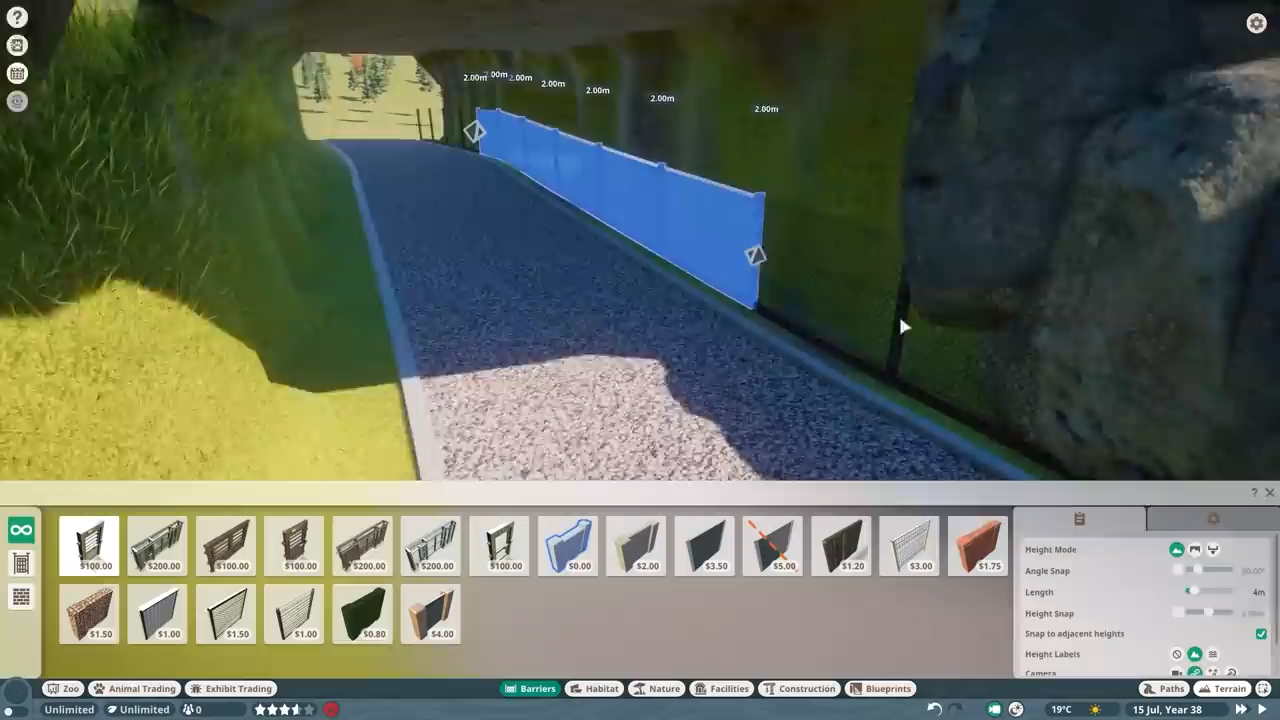 2.00m 2.00m 2.00m 2.00m 2.00m 2.00m 2.00m
$100.00 $200.00 $100.00 $100.00 $200.00 $200.00 $100.00 $0.00 $2.00 $3.50 $5.00 $1.20 $3.00 $1.75
$1.50 $1.00 $1.50 $1.00 $0.80 $4.00
Height Mode
Angle Snap
Length 4m
Height Snap
Snap to adjacent heights
Height Labels
Camera
Zoo Animal Trading Exhibit Trading Barriers Habitat Nature Facilities Construction Blueprints Paths Terrain
Unlimited Unlimited 0 19°C 15 Jul, Year 38